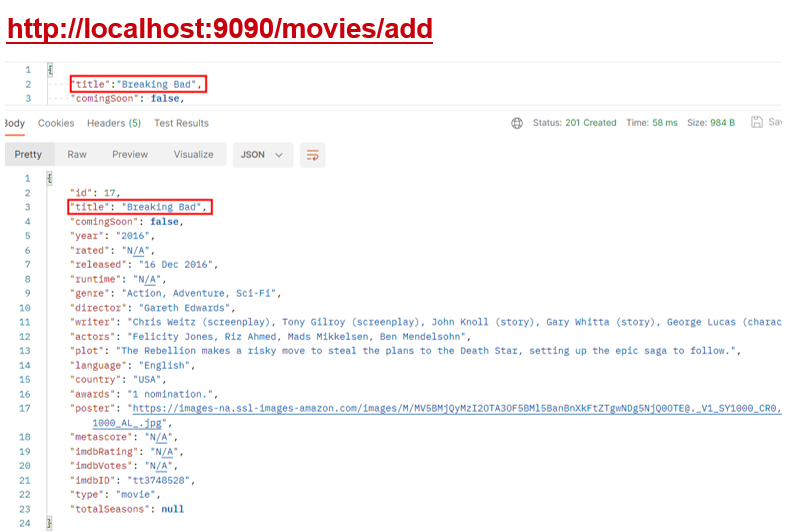 http://localhost:9090/movies/add
1 {
2 "title":"Breaking Bad",
3 "comingSoon": false,
Body Cookies Headers (5) Test Results Status: 201 Created Time: 58 ms Size: 984 B
Pretty Raw Preview Visualize JSON
1 {
2 "id": 17,
3 "title": "Breaking Bad",
4 "comingSoon": false,
5 "year": "2016",
6 "rated": "N/A",
7 "released": "16 Dec 2016",
8 "runtime": "N/A",
9 "genre": "Action, Adventure, Sci-Fi",
10 "director": "Gareth Edwards",
11 "writer": "Chris Weitz (screenplay), Tony Gilroy (screenplay), John Knoll (story), Gary Whitta (story), George Lucas (charac
12 "actors": "Felicity Jones, Riz Ahmed, Mads Mikkelsen, Ben Mendelsohn",
13 "plot": "The Rebellion makes a risky move to steal the plans to the Death Star, setting up the epic saga to follow.",
14 "language": "English",
15 "country": "USA",
16 "awards": "1 nomination.",
17 "poster": "https://images-na.ssl-images-amazon.com/images/M/MV5BMjQyMzI2OTA3OF5BMl5BanBnXkFtZTgwNDg5NjQ0OTE@._V1_SY1000_CR0,
1000_AL_.jpg",
18 "metascore": "N/A",
19 "imdbRating": "N/A",
20 "imdbVotes": "N/A",
21 "imdbID": "tt3748528",
22 "type": "movie",
23 "totalSeasons": null
24 }